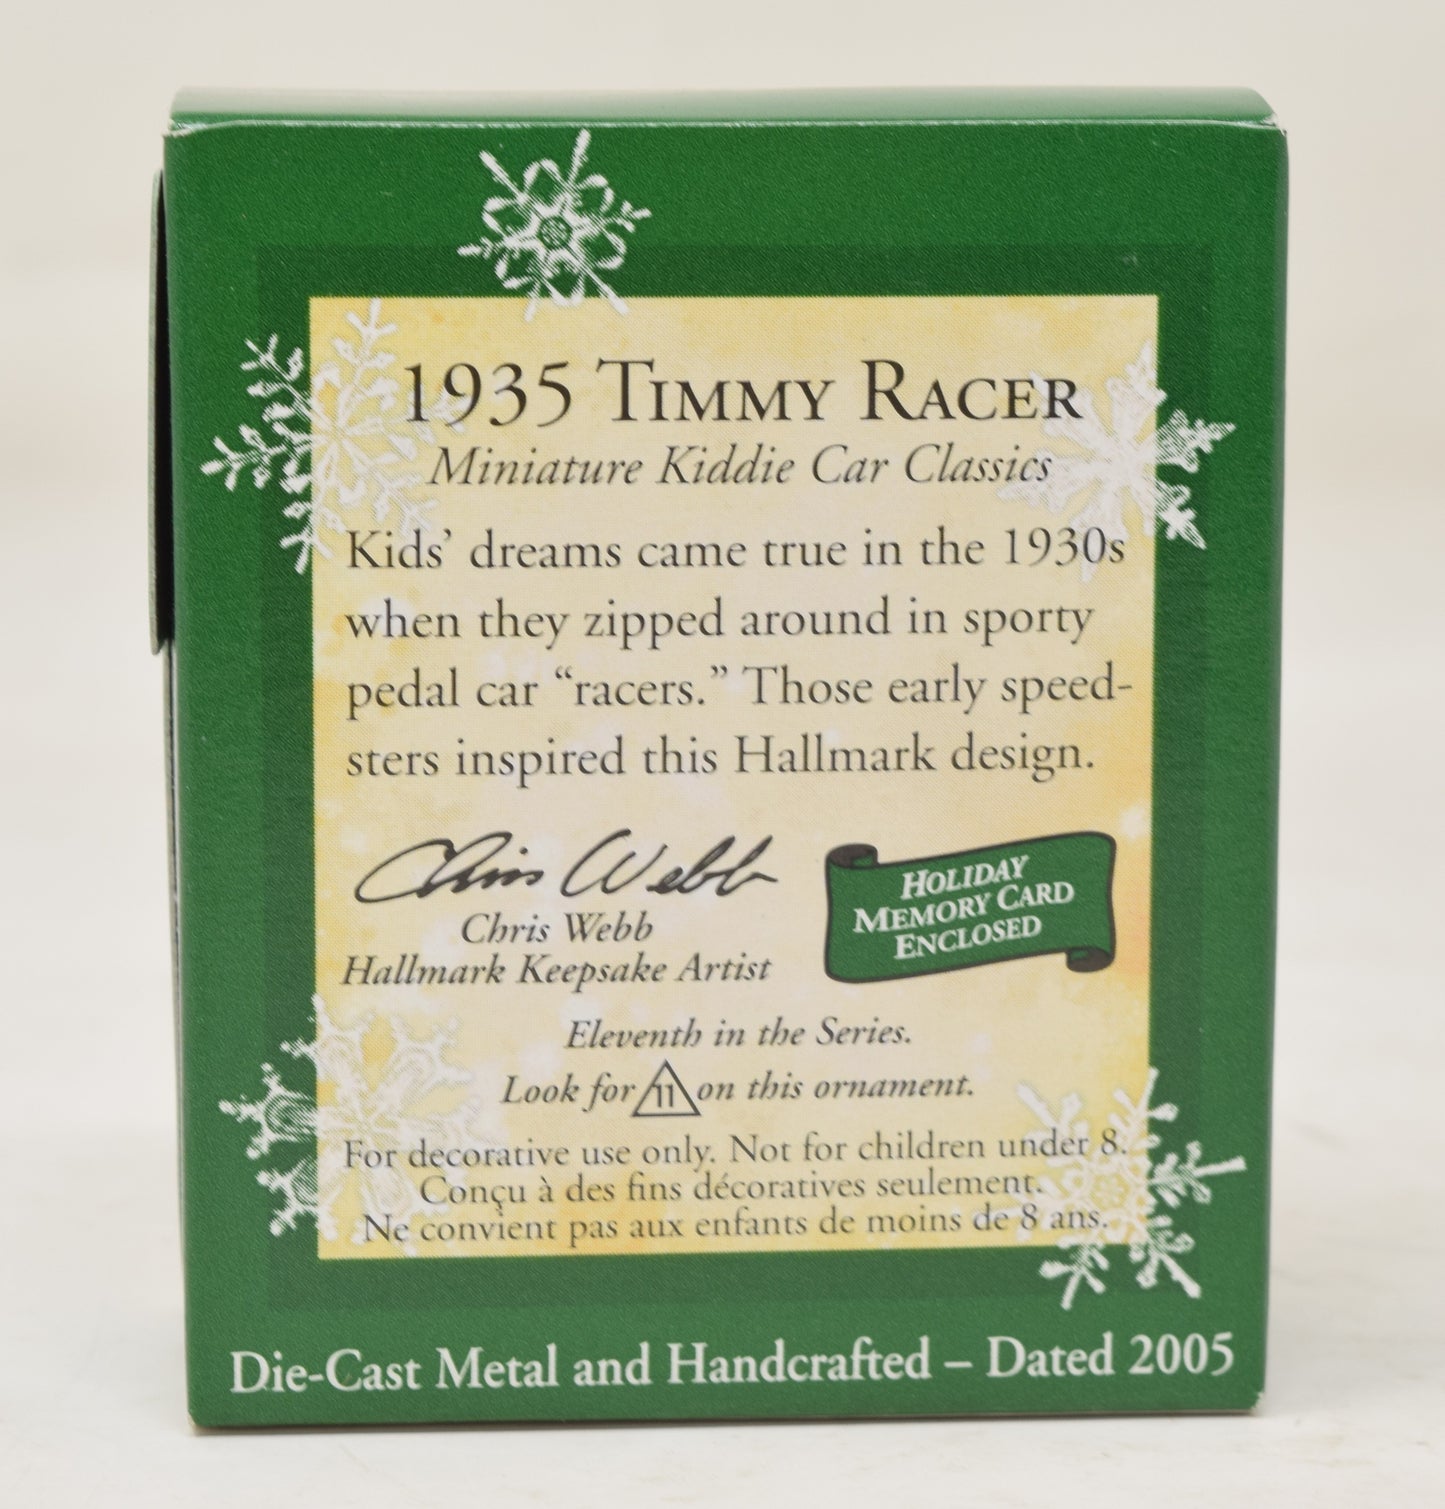 1935 TIMMY RACER
Miniature Kiddie Car Classics
Kids' dreams came true in the 1930s
when they zipped around in sporty
pedal car “racers.” Those early speed-
sters inspired this Hallmark design.
Chris Webb
Chris Webb
Hallmark Keepsake Artist
HOLIDAY
MEMORY CARD
ENCLOSED
Eleventh in the Series.
Look for 11 on this ornament.
For decorative use only. Not for children under 8.
Conçu à des fins décoratives seulement.
Ne convient pas aux enfants de moins de 8 ans.
Die-Cast Metal and Handcrafted – Dated 2005